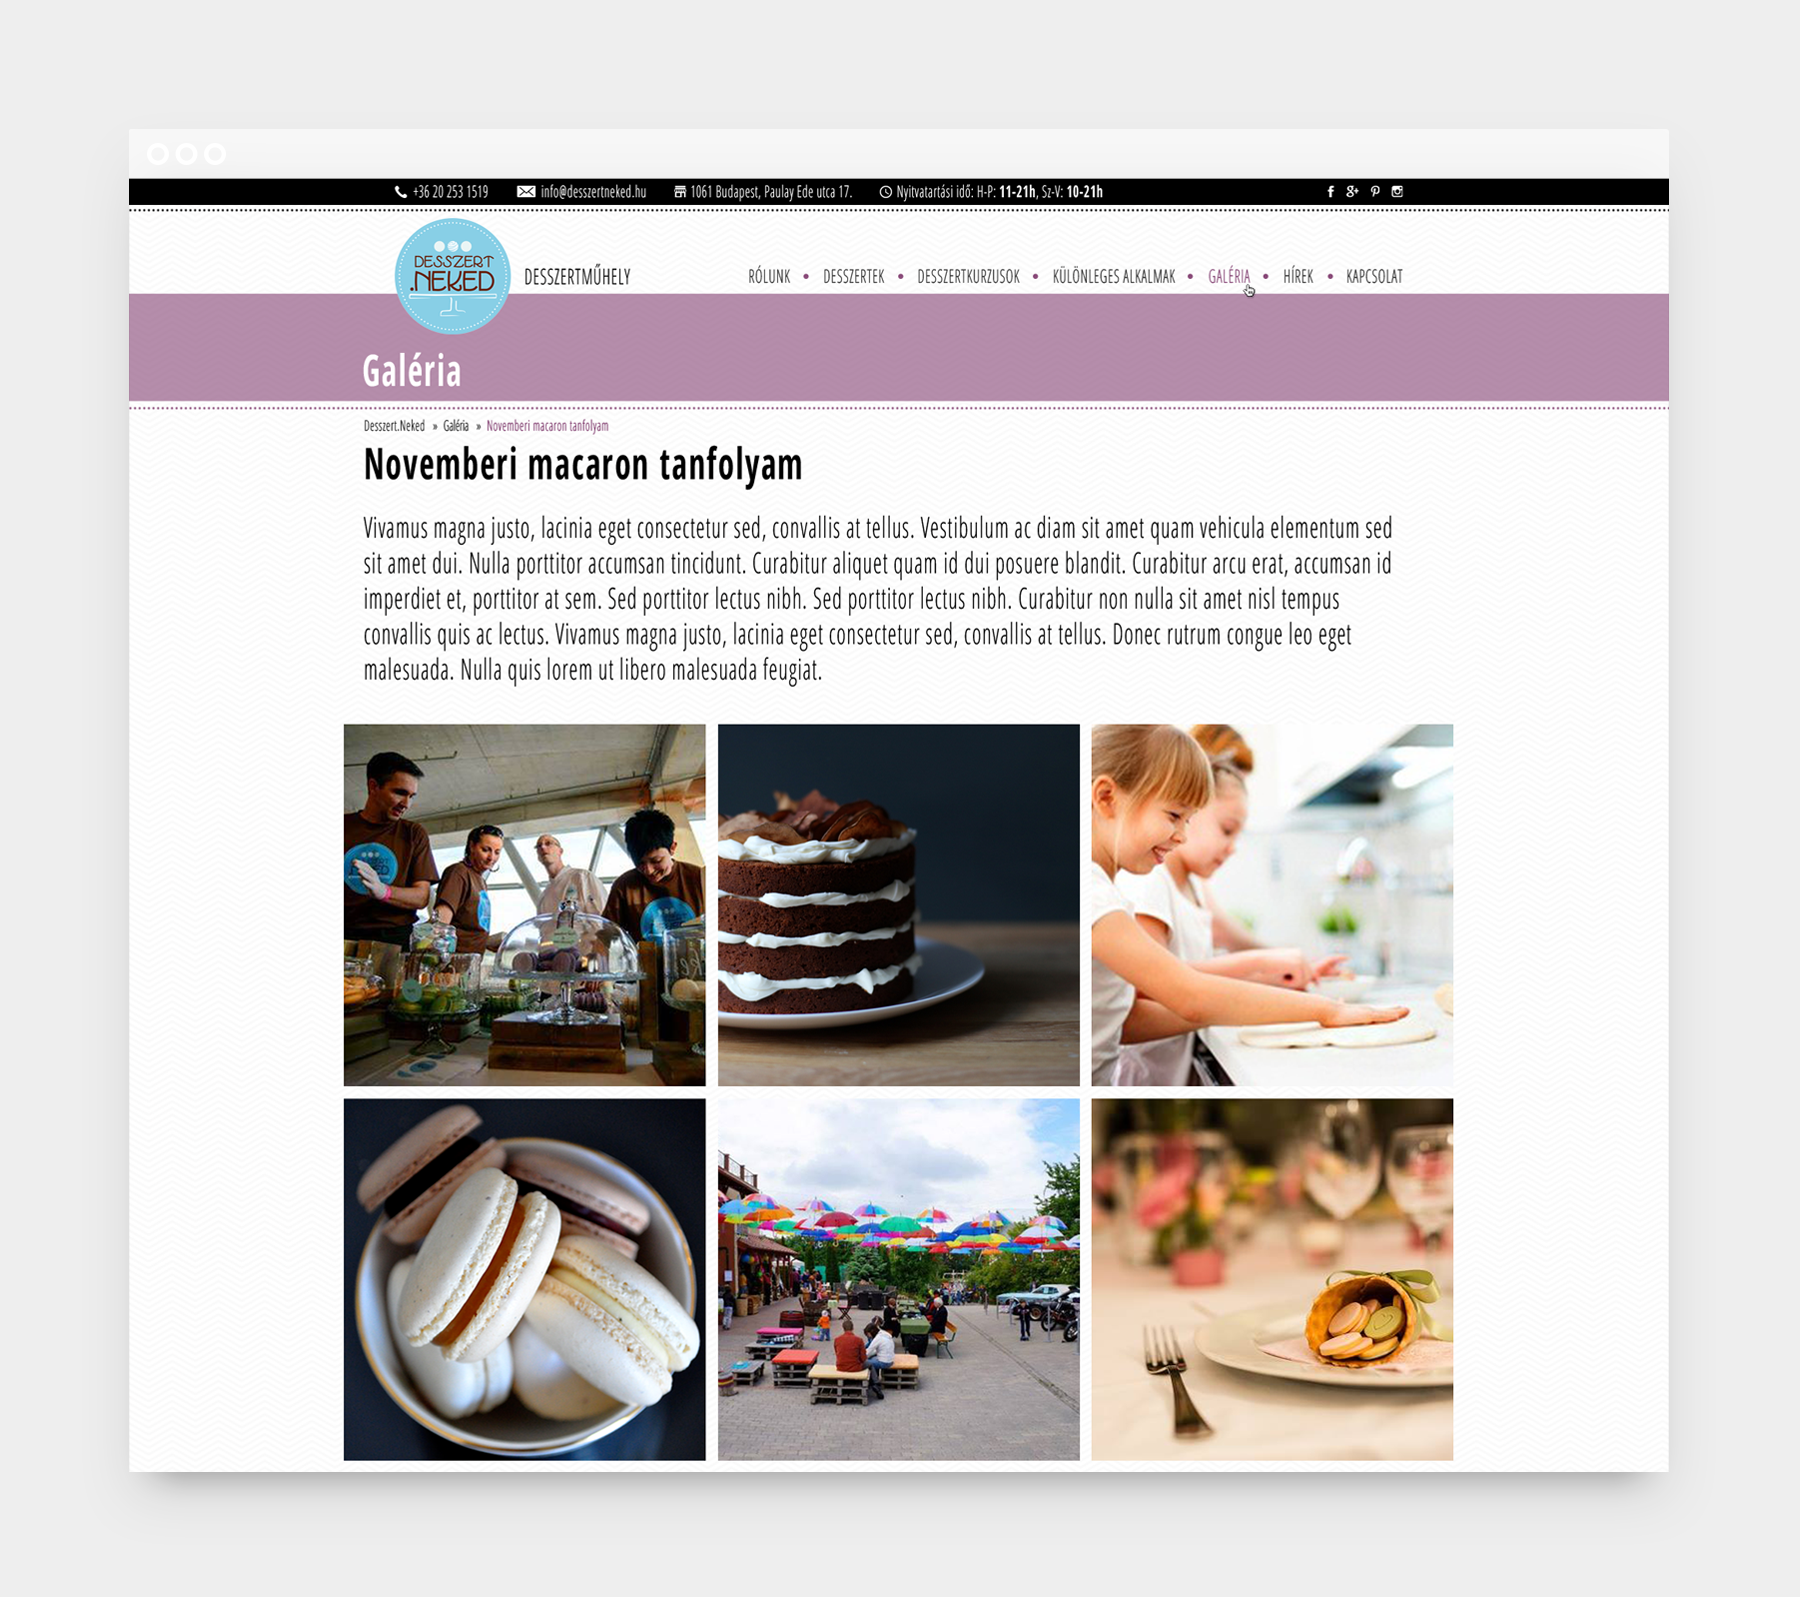 +36 20 253 1519 info@desszertneked.hu 1061 Budapest, Paulay Ede utca 17. Nyitvatartási idő: H-P: 11-21h, Sz-V: 10-21h
DESSZERT
.NEKED
DESSZERTMŰHELY
RÓLUNK • DESSZERTEK • DESSZERTKURZUSOK • KÜLÖNLEGES ALKALMAK • GALÉRIA • HÍREK • KAPCSOLAT
Galéria
Desszert.Neked » Galéria » Novemberi macaron tanfolyam
Novemberi macaron tanfolyam
Vivamus magna justo, lacinia eget consectetur sed, convallis at tellus. Vestibulum ac diam sit amet quam vehicula elementum sed
sit amet dui. Nulla porttitor accumsan tincidunt. Curabitur aliquet quam id dui posuere blandit. Curabitur arcu erat, accumsan id
imperdiet et, porttitor at sem. Sed porttitor lectus nibh. Sed porttitor lectus nibh. Curabitur non nulla sit amet nisl tempus
convallis quis ac lectus. Vivamus magna justo, lacinia eget consectetur sed, convallis at tellus. Donec rutrum congue leo eget
malesuada. Nulla quis lorem ut libero malesuada feugiat.